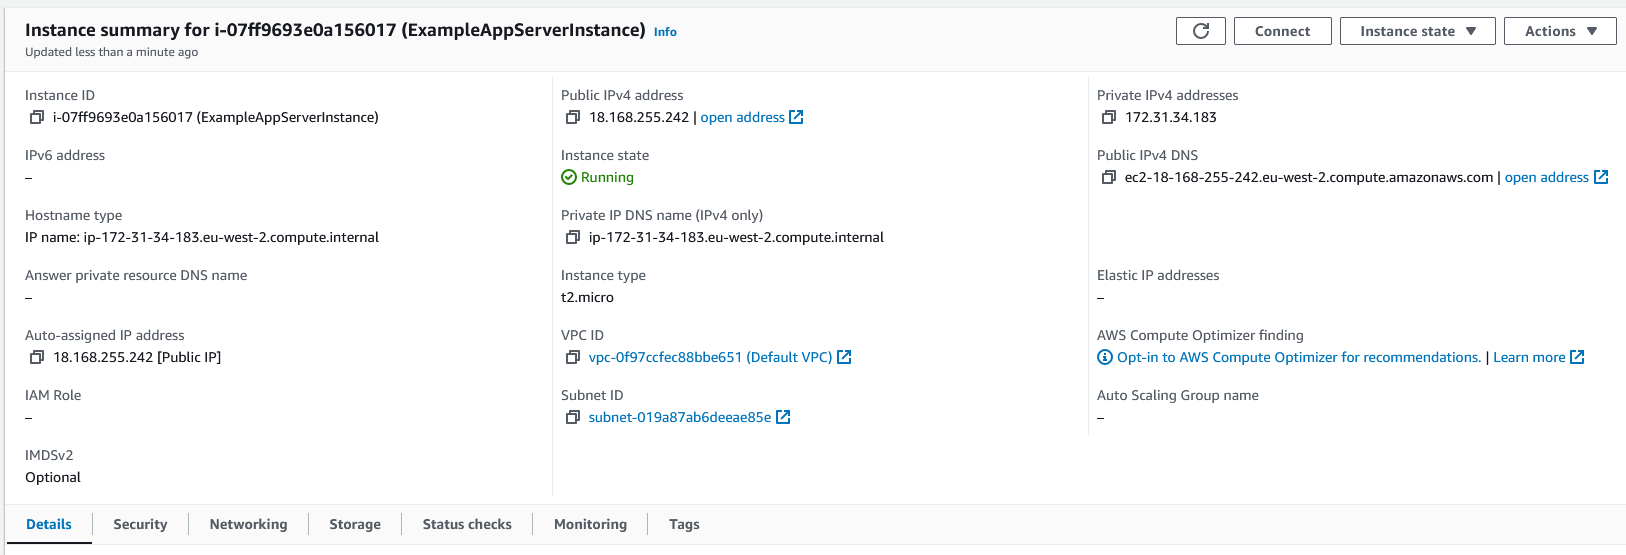 Instance summary for i-07ff9693e0a156017 (ExampleAppServerInstance) Info
Updated less than a minute ago
Connect
Instance state
Actions
Instance ID
i-07ff9693e0a156017 (ExampleAppServerInstance)
Public IPv4 address
18.168.255.242 | open address
Private IPv4 addresses
172.31.34.183
IPv6 address
–
Instance state
Running
Public IPv4 DNS
ec2-18-168-255-242.eu-west-2.compute.amazonaws.com | open address
Hostname type
IP name: ip-172-31-34-183.eu-west-2.compute.internal
Private IP DNS name (IPv4 only)
ip-172-31-34-183.eu-west-2.compute.internal
Answer private resource DNS name
–
Instance type
t2.micro
Elastic IP addresses
–
Auto-assigned IP address
18.168.255.242 [Public IP]
VPC ID
vpc-0f97ccfec88bbe651 (Default VPC)
AWS Compute Optimizer finding
Opt-in to AWS Compute Optimizer for recommendations. | Learn more
IAM Role
–
Subnet ID
subnet-019a87ab6deeae85e
Auto Scaling Group name
–
IMDSv2
Optional
Details
Security
Networking
Storage
Status checks
Monitoring
Tags